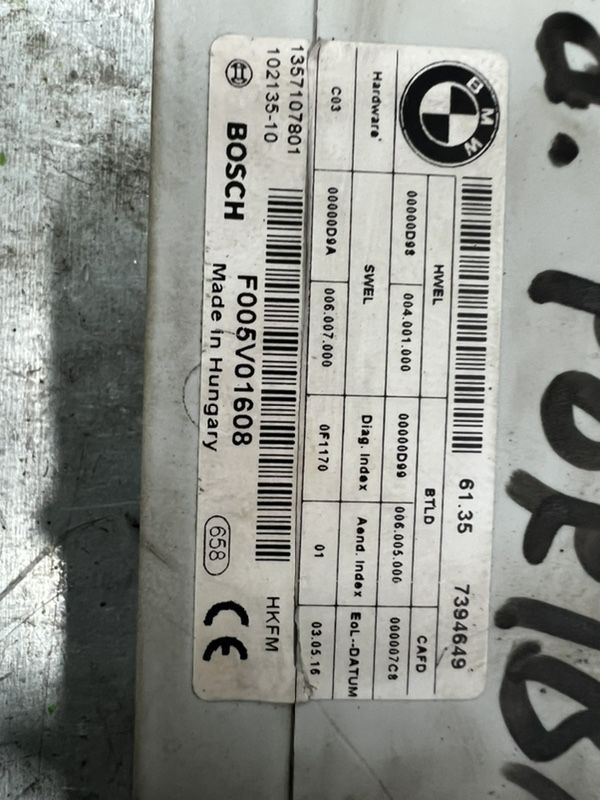 BMW 61.35 7394649
HWEL BTLD CAFD
00000D98 004.001.000 00000D99 006.005.000 000007C8
Hardware SWEL Diag. Index Aend. Index EoL--DATUM
C03 00000D9A 006.007.000 0F1170 01 03.05.16
1357107801
102135-10 HKFM
BOSCH F005V01608
Made in Hungary 658 CE